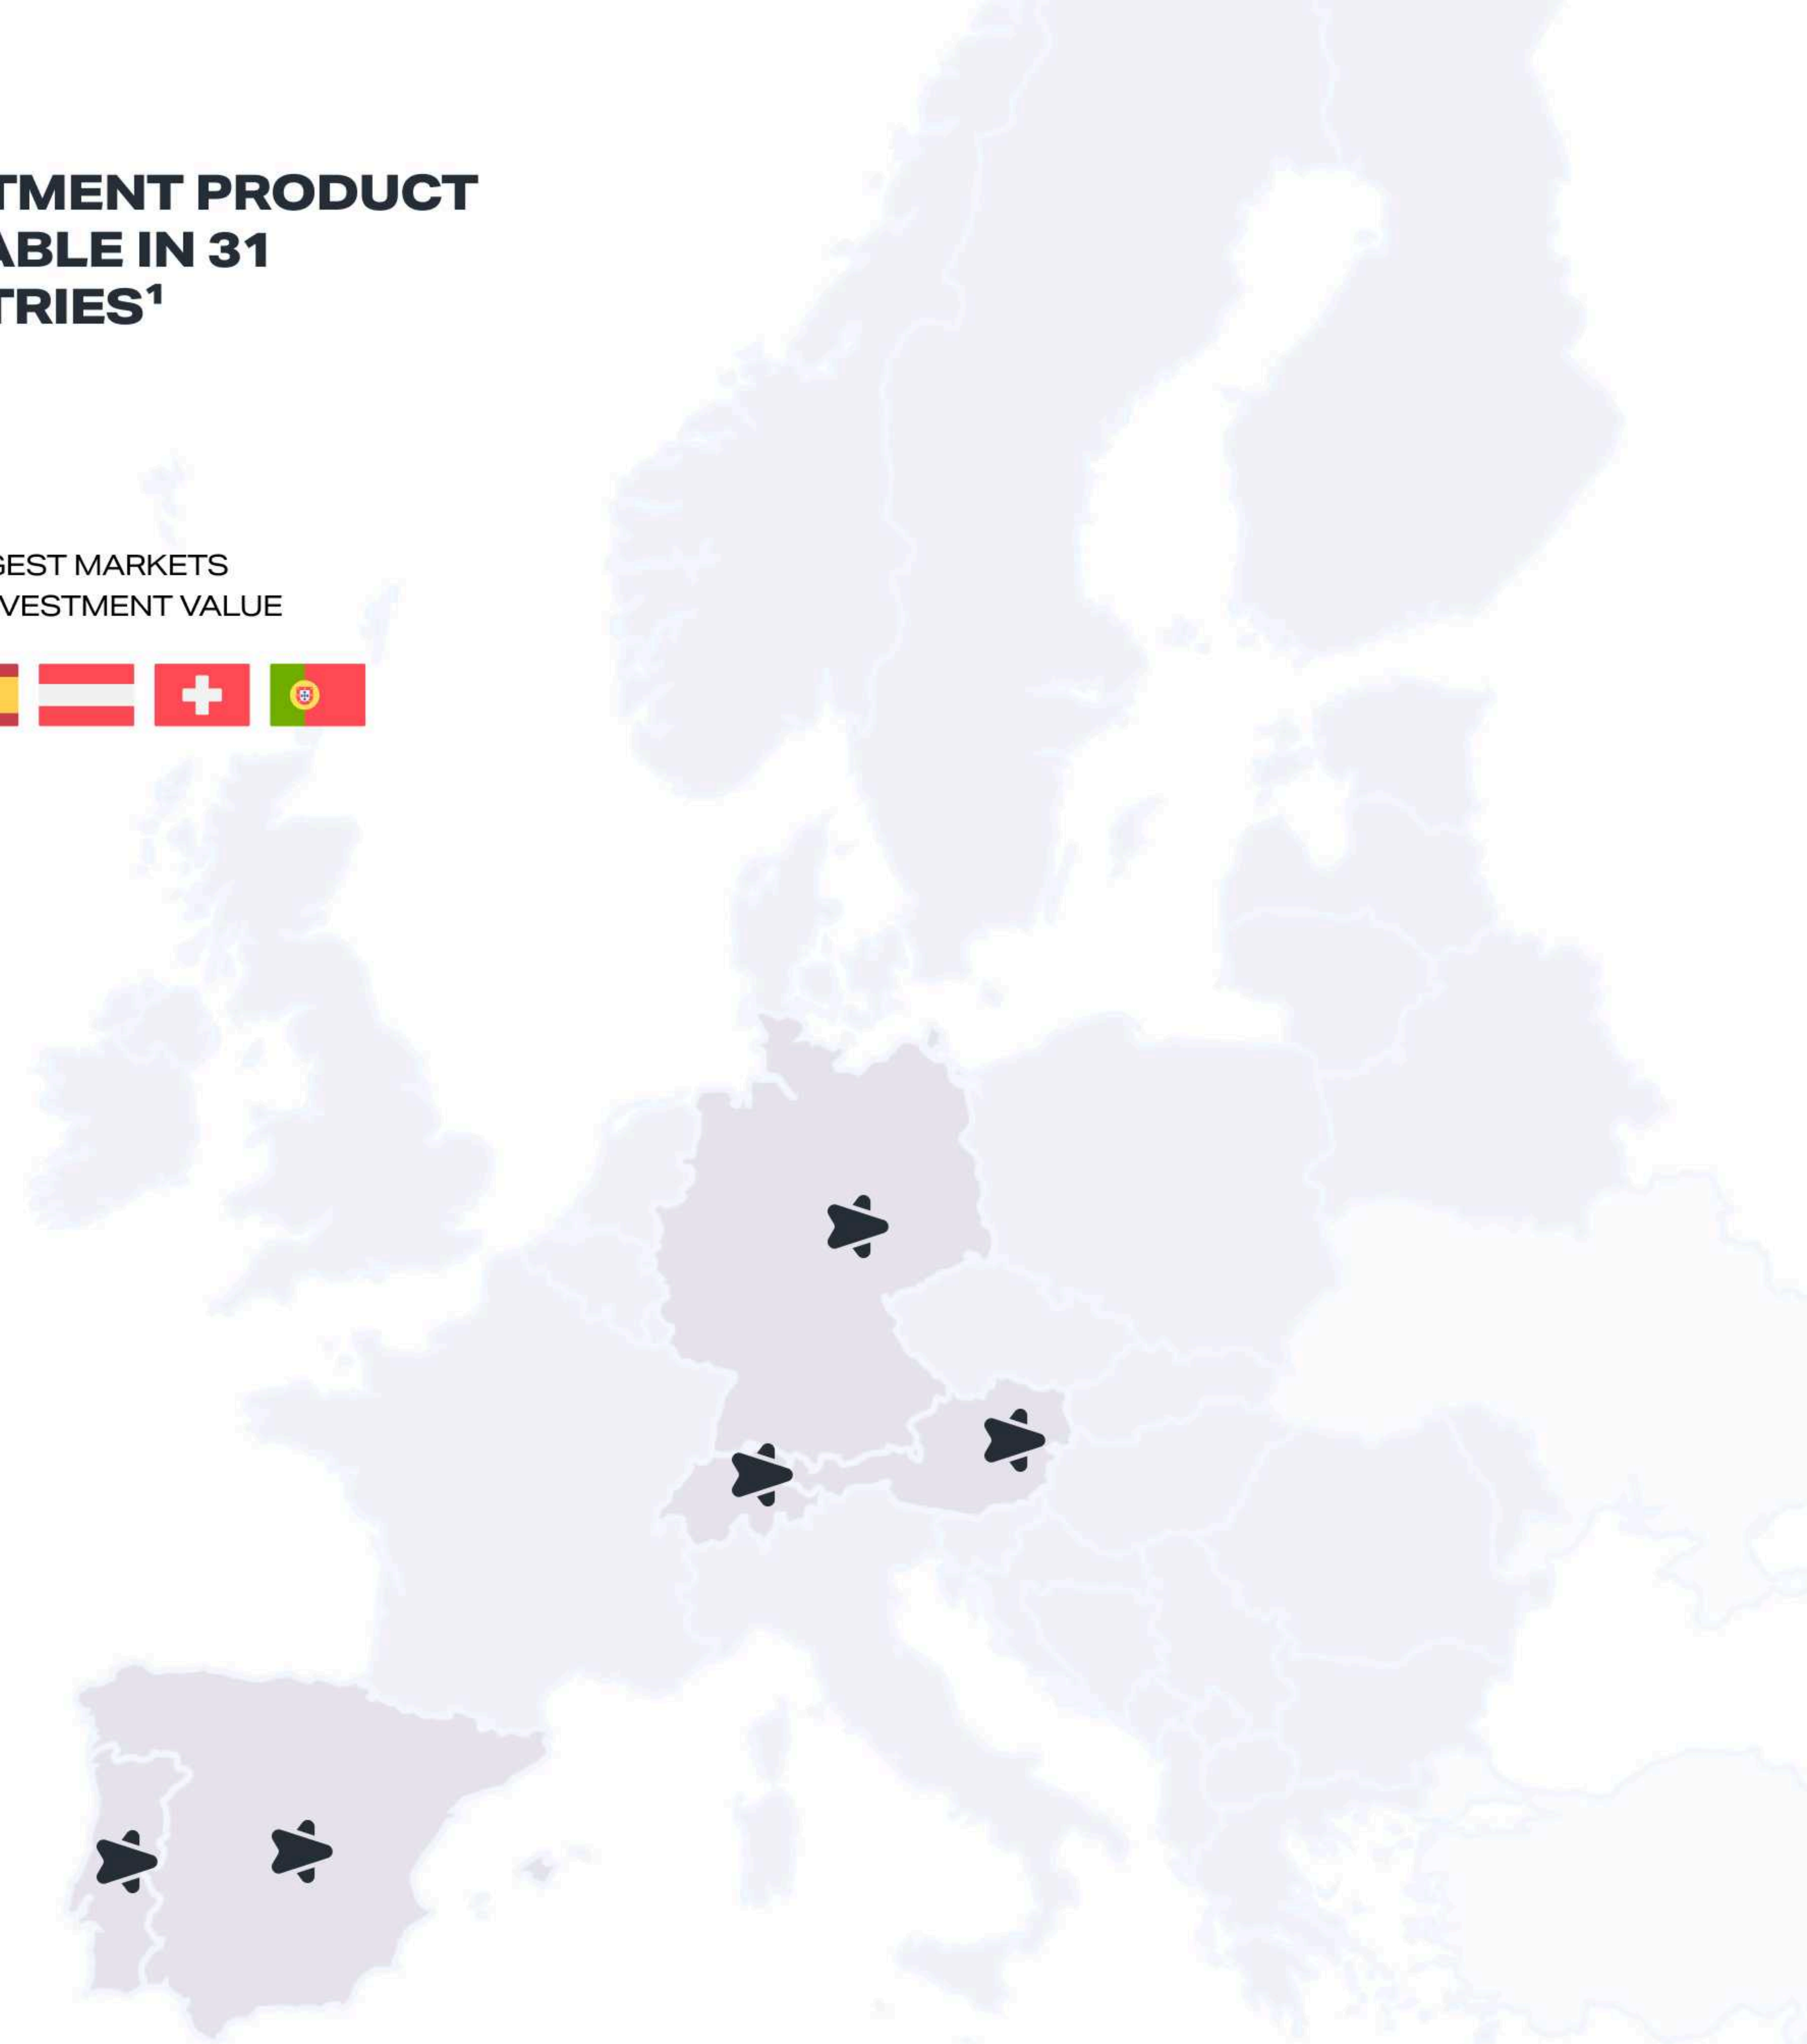 TMENT PRODUCT
ABLE IN 31
TRIES¹
GEST MARKETS
VESTMENT VALUE